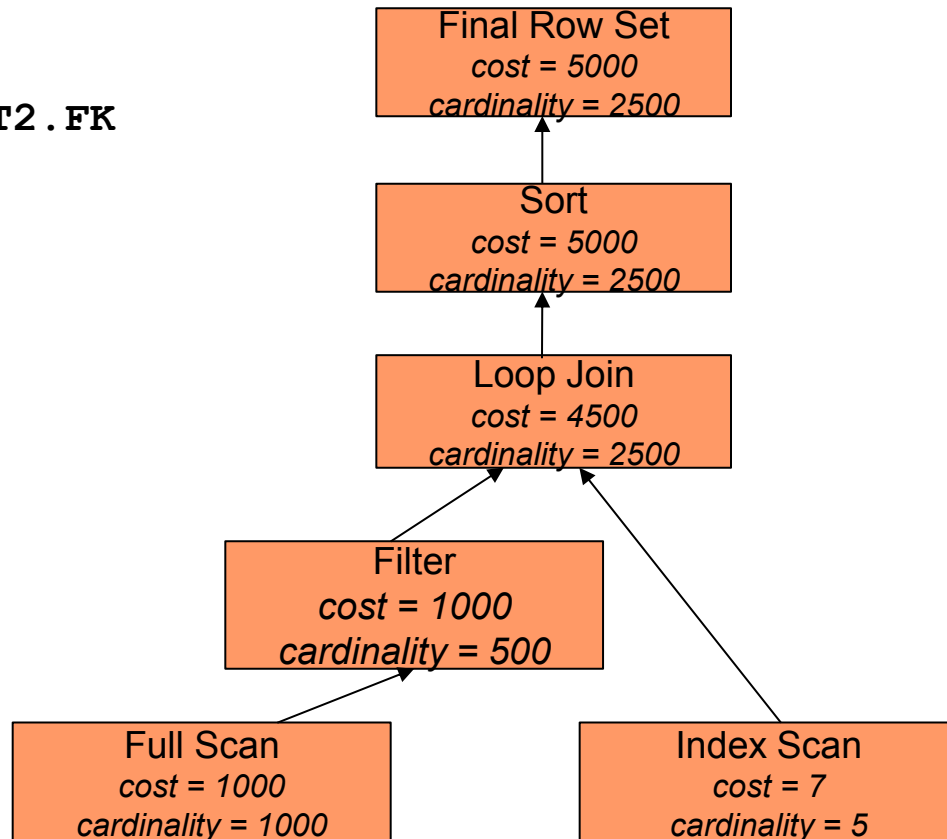 Final Row Set
cost = 5000
cardinality = 2500
T2.FK
Sort
cost = 5000
cardinality = 2500
Loop Join
cost = 4500
cardinality = 2500
Filter
cost = 1000
cardinality = 500
Full Scan
cost = 1000
cardinality = 1000
Index Scan
cost = 7
cardinality = 5